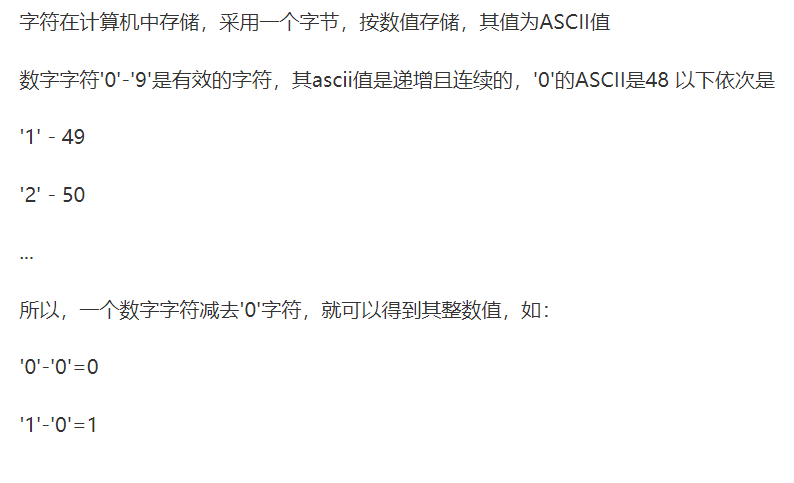 字符在计算机中存储，采用一个字节，按数值存储，其值为ASCII值
数字字符'0'-'9'是有效的字符，其ascii值是递增且连续的，'0'的ASCII是48 以下依次是
'1' - 49
'2' - 50
...
所以，一个数字字符减去'0'字符，就可以得到其整数值，如：
'0'-'0'=0
'1'-'0'=1